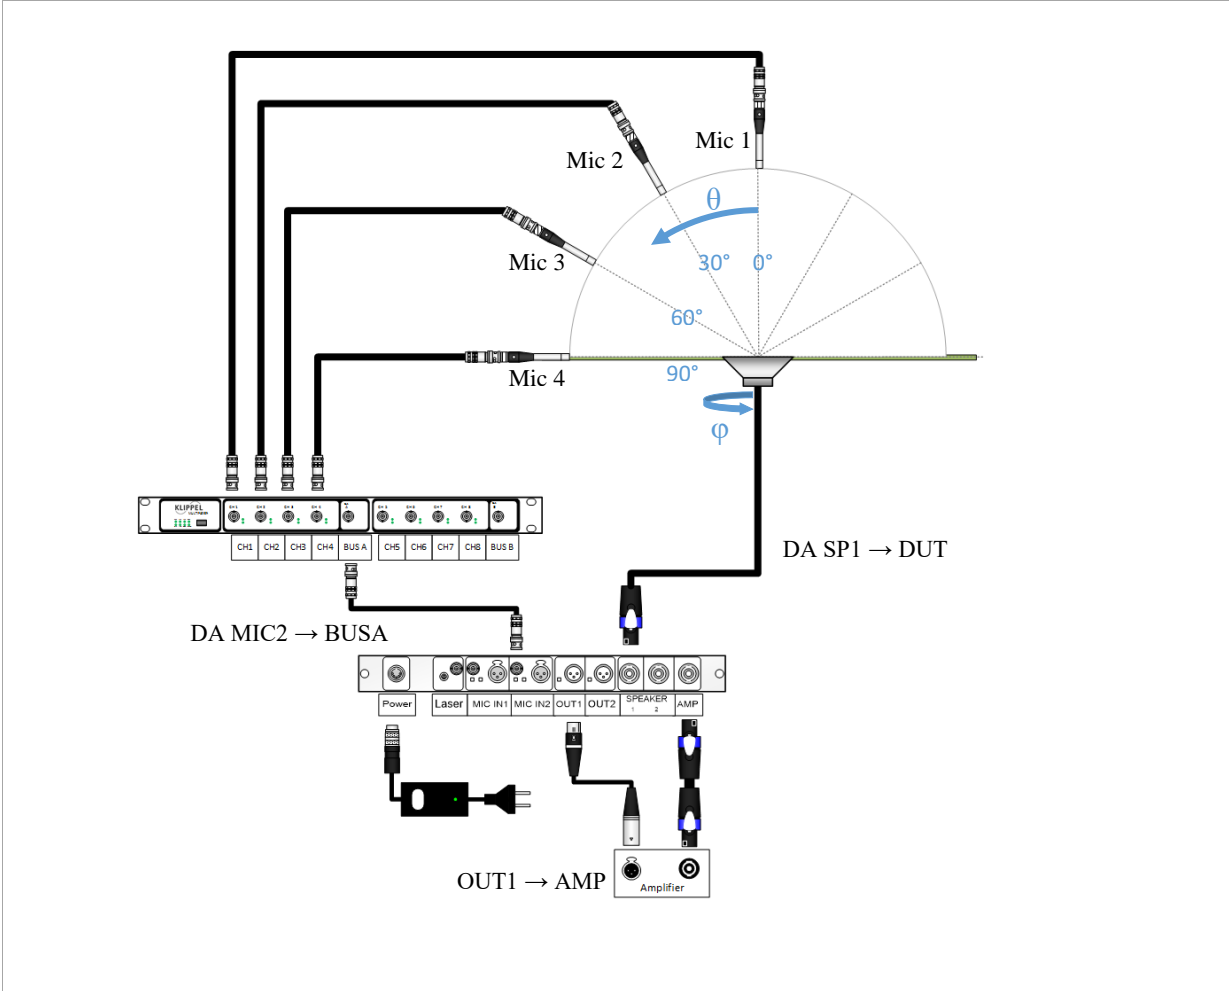 Mic 1
Mic 2
θ
Mic 3
30° 0°
60°
Mic 4
90°
φ
KLIPPEL
CH1 CH2 CH3 CH4 BUS A CH5 CH6 CH7 CH8 BUS B
DA SP1 → DUT
DA MIC2 → BUSA
Power Laser MIC IN1 MIC IN2 OUT1 OUT2 SPEAKER AMP
1 2
OUT1 → AMP
Amplifier